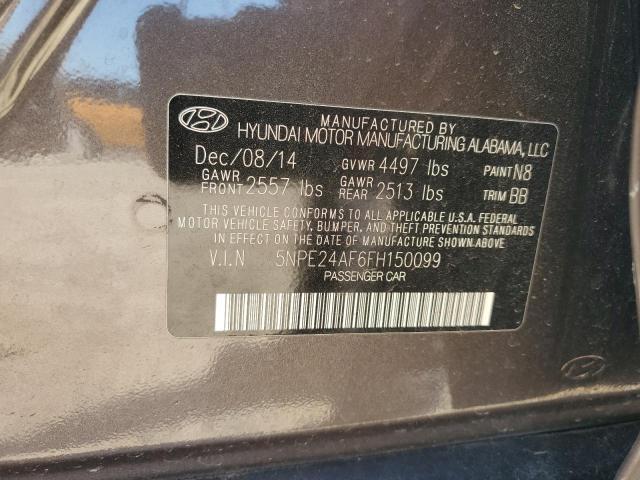 MANUFACTURED BY
HYUNDAI MOTOR MANUFACTURING ALABAMA, LLC
Dec/08/14 GVWR 4497 lbs PAINT N8
GAWR FRONT 2557 lbs GAWR REAR 2513 lbs TRIM BB
THIS VEHICLE CONFORMS TO ALL APPLICABLE U.S.A. FEDERAL
MOTOR VEHICLE SAFETY, BUMPER, AND THEFT PREVENTION STANDARDS
IN EFFECT ON THE DATE OF MANUFACTURE SHOWN ABOVE.
V.I.N 5NPE24AF6FH150099
PASSENGER CAR